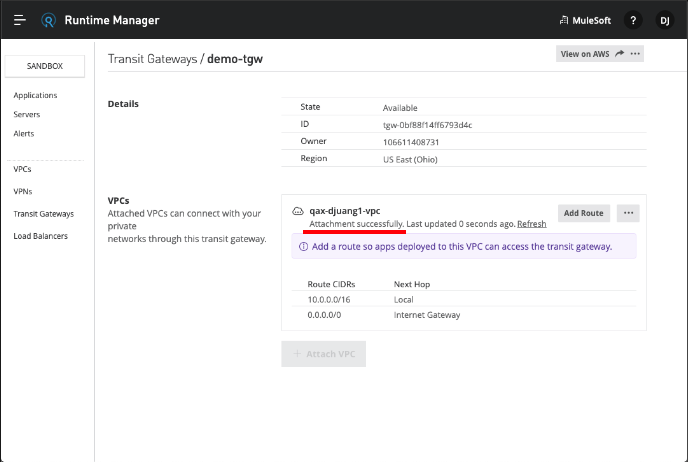 Runtime Manager
MuleSoft
?
DJ
SANDBOX
Applications
Servers
Alerts
VPCs
VPNs
Transit Gateways
Load Balancers
Transit Gateways / demo-tgw
View on AWS
Details
State Available
ID tgw-0bf88f14ff6793d4c
Owner 106611408731
Region US East (Ohio)
VPCs
Attached VPCs can connect with your
private
networks through this transit gateway.
qax-djuang1-vpc
Attachment successfully. Last updated 0 seconds ago. Refresh
Add Route
Add a route so apps deployed to this VPC can access the transit gateway.
Route CIDRs Next Hop
10.0.0.0/16 Local
0.0.0.0/0 Internet Gateway
+ Attach VPC